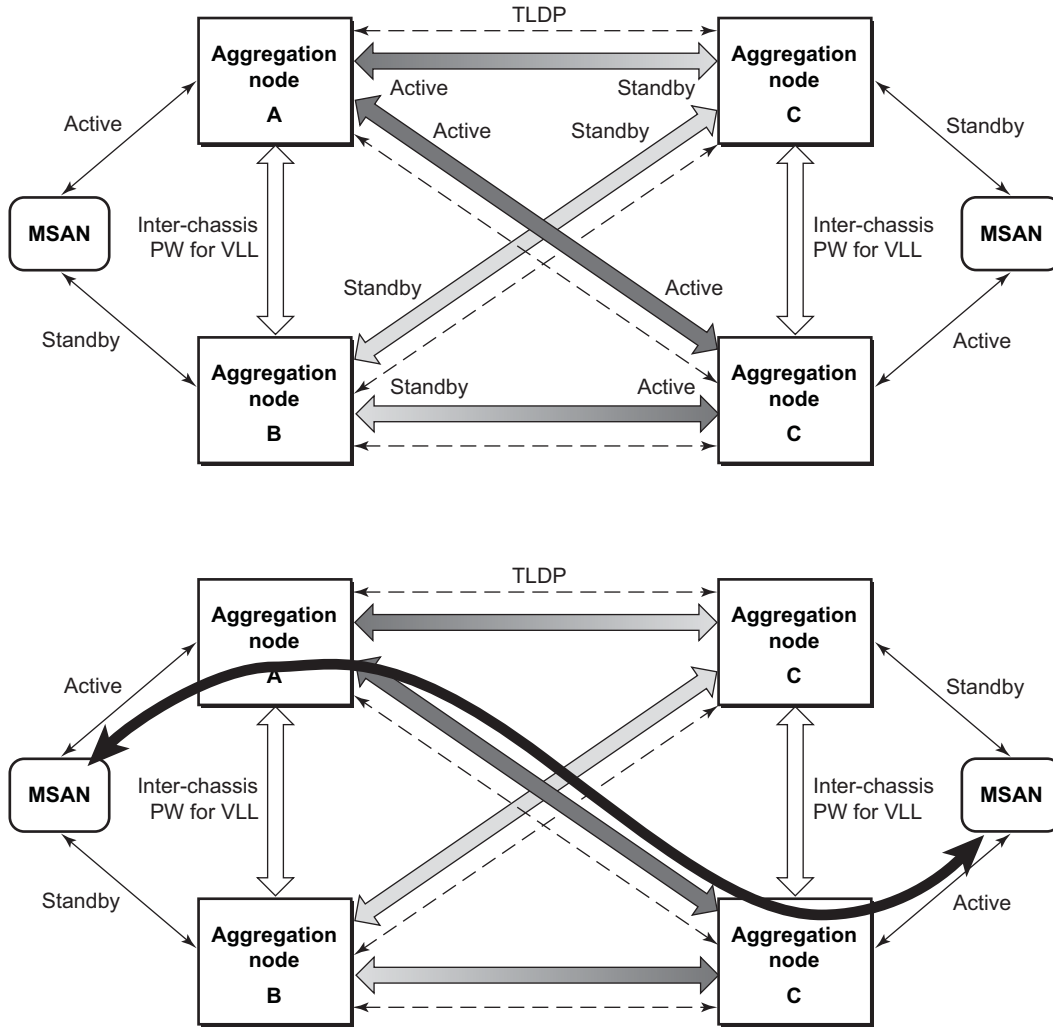 TLDP
Aggregation
node
A
Aggregation
node
C
Active
Standby
Active
Standby
Active
Standby
MSAN
Inter-chassis
PW for VLL
Inter-chassis
PW for VLL
MSAN
Standby
Active
Standby
Active
Standby
Active
Aggregation
node
B
Aggregation
node
C
TLDP
Aggregation
node
A
Aggregation
node
C
Active
Standby
MSAN
Inter-chassis
PW for VLL
Inter-chassis
PW for VLL
MSAN
Standby
Active
Aggregation
node
B
Aggregation
node
C